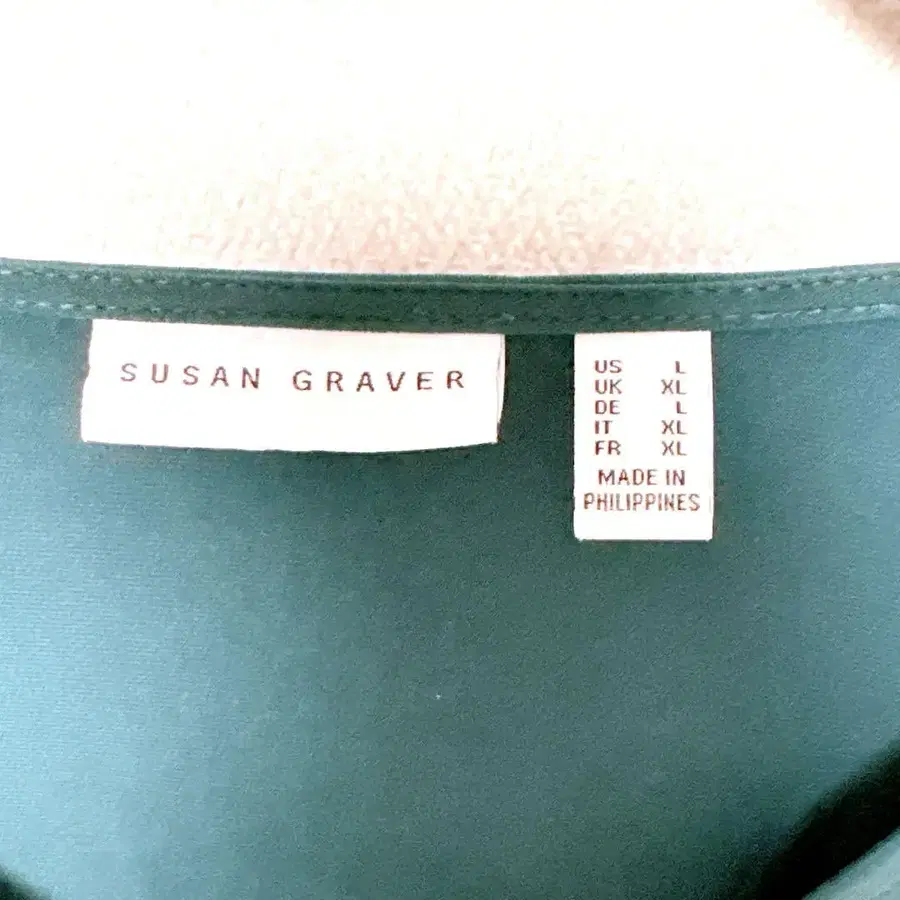 SUSAN GRAVER
US L
UK XL
DE L
IT XL
FR XL
MADE IN
PHILIPPINES